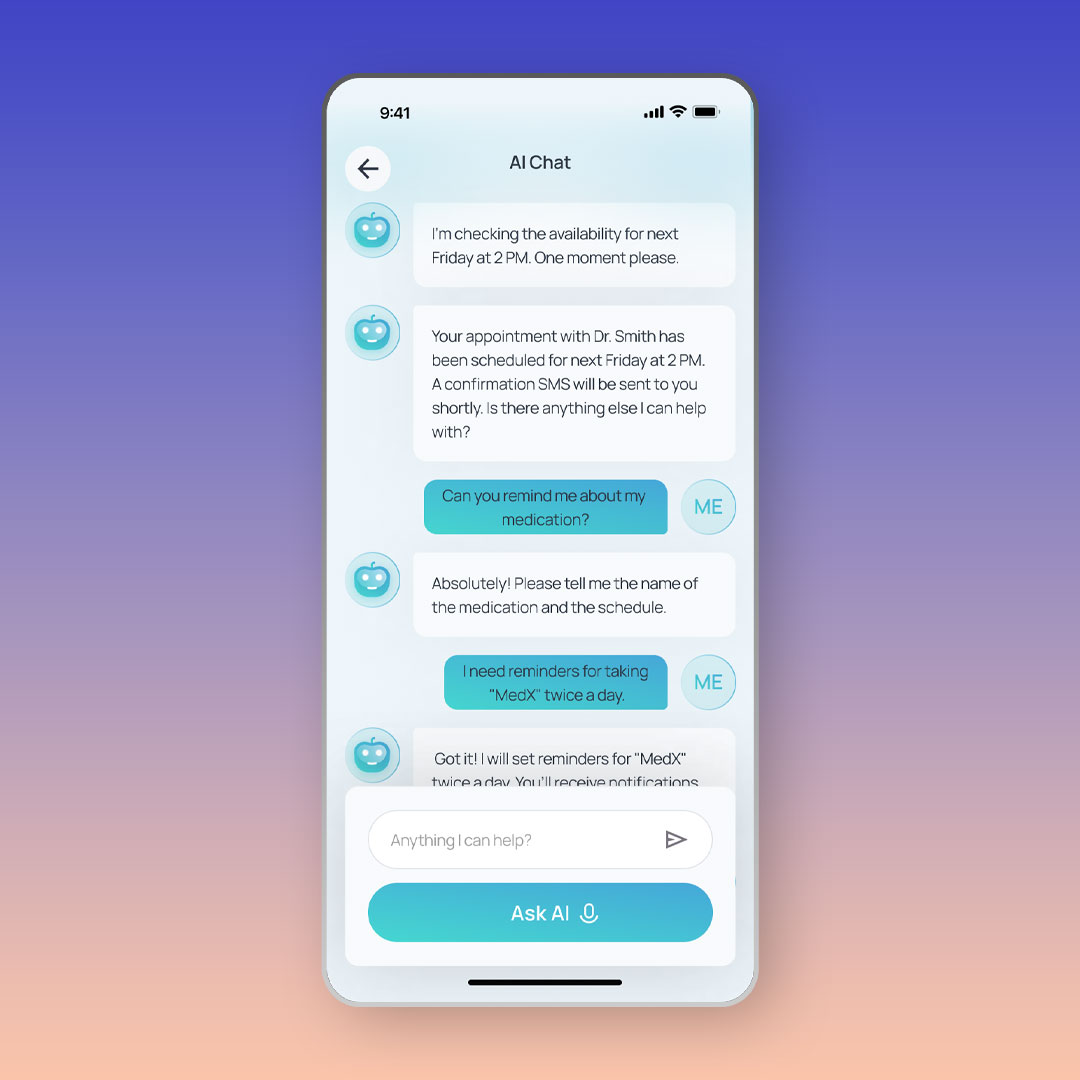 9:41
AI Chat
I'm checking the availability for next
Friday at 2 PM. One moment please.
Your appointment with Dr. Smith has
been scheduled for next Friday at 2 PM.
A confirmation SMS will be sent to you
shortly. Is there anything else I can help
with?
Can you remind me about my
medication?
ME
Absolutely! Please tell me the name of
the medication and the schedule.
I need reminders for taking
"MedX" twice a day.
ME
Got it! I will set reminders for "MedX"
twice a day. You'll receive notifications
Anything I can help?
Ask AI